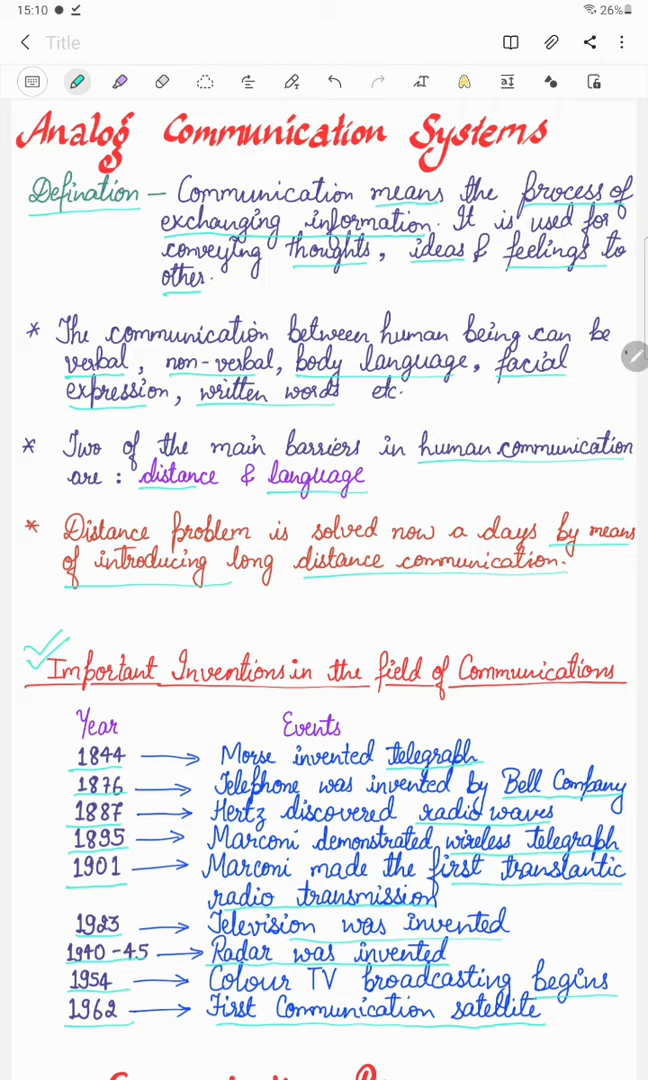 15:10
26%
Title
Analog Communication Systems
Defination – Communication means the process of
exchanging information. It is used for
conveying thoughts, ideas & feelings to
other.
* The communication between human being can be
verbal, non-verbal, body language, facial
expression, written words etc.
* Two of the main barriers in human communication
are : distance & language
* Distance problem is solved now a days by means
of introducing long distance communication.
Important Inventions in the field of Communications
Year Events
1844 → Morse invented telegraph
1876 → Telephone was invented by Bell Company
1887 → Hertz discovered radio waves
1895 → Marconi demonstrated wireless telegraph
1901 → Marconi made the first translantic
radio transmission
1923 → Television was invented
1940-45 → Radar was invented
1954 → Colour TV broadcasting begins
1962 → First Communication satellite